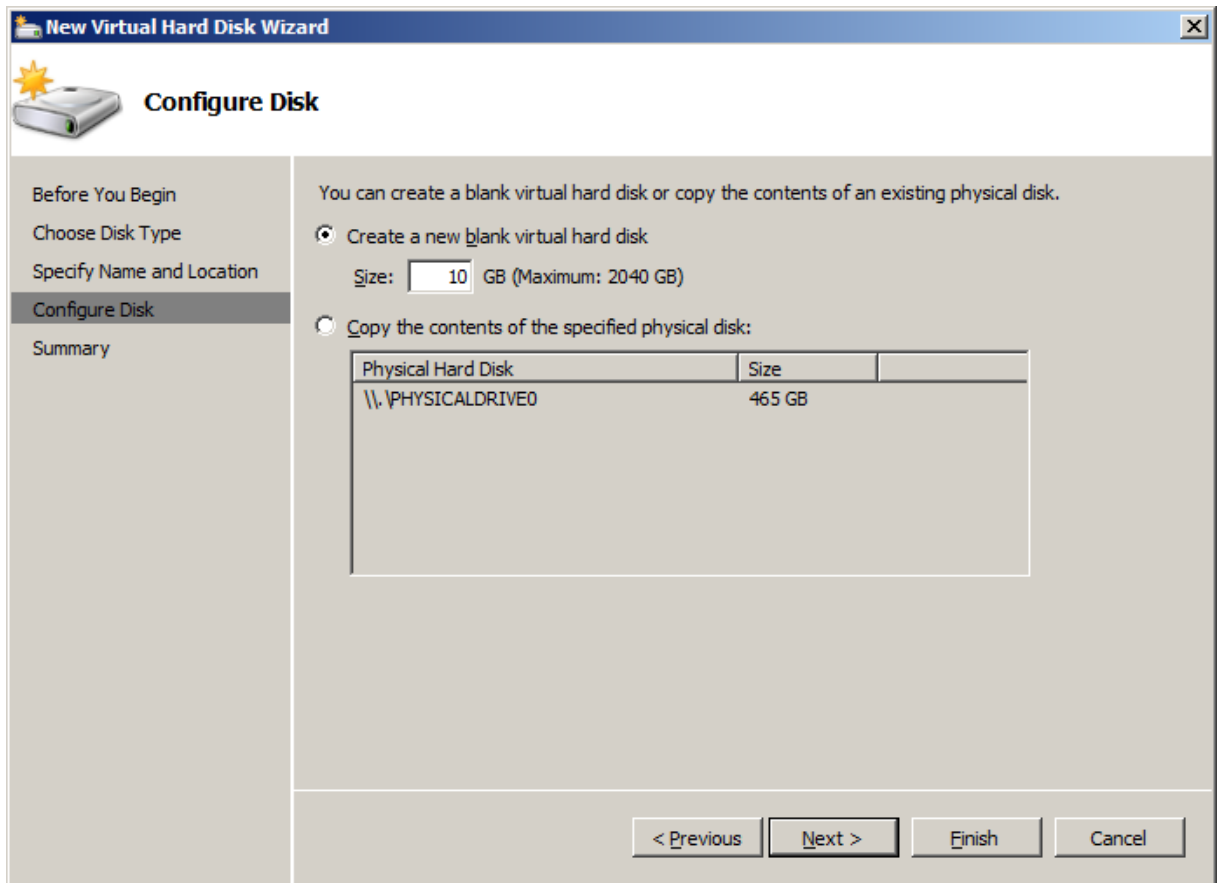 New Virtual Hard Disk Wizard
Configure Disk
Before You Begin
Choose Disk Type
Specify Name and Location
Configure Disk
Summary
You can create a blank virtual hard disk or copy the contents of an existing physical disk.
Create a new blank virtual hard disk
Size: 10 GB (Maximum: 2040 GB)
Copy the contents of the specified physical disk:
Physical Hard Disk Size
\\.\PHYSICALDRIVE0 465 GB
< Previous Next > Finish Cancel